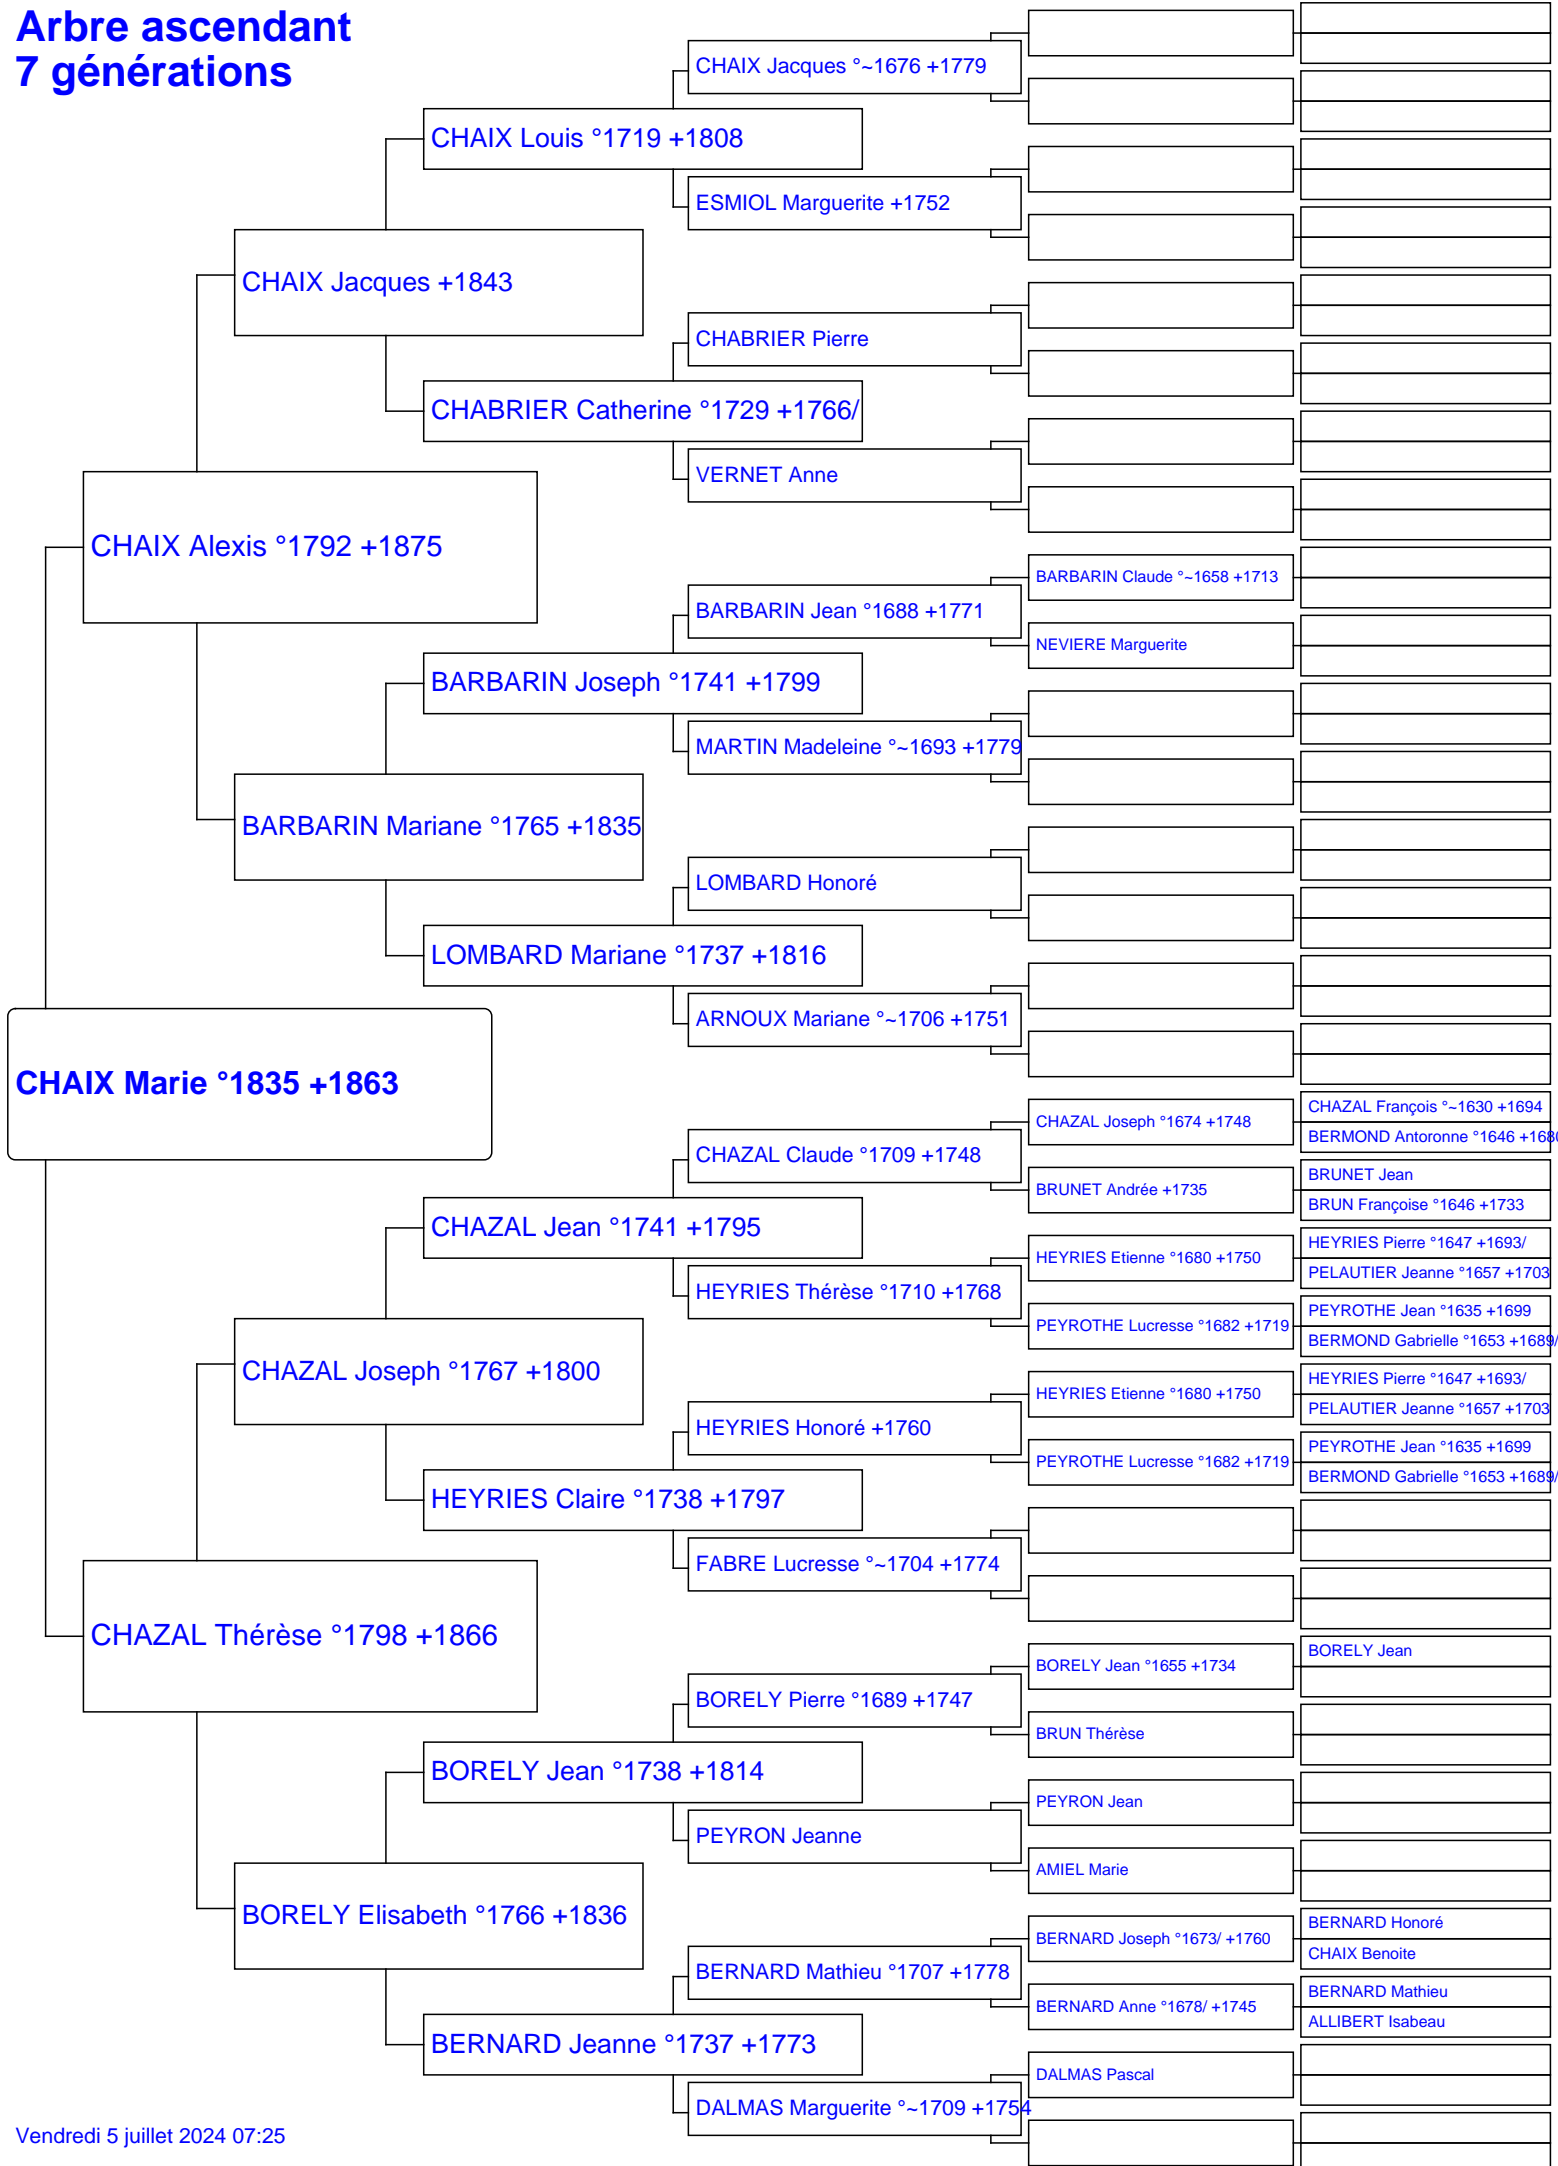 Arbre ascendant
7 générations
CHAIX Jacques °~1676 +1779
CHAIX Louis °1719 +1808
ESMIOL Marguerite +1752
CHAIX Jacques +1843
CHABRIER Pierre
CHABRIER Catherine °1729 +1766/
VERNET Anne
CHAIX Alexis °1792 +1875
BARBARIN Claude °~1658 +1713
BARBARIN Jean °1688 +1771
NEVIERE Marguerite
BARBARIN Joseph °1741 +1799
MARTIN Madeleine °~1693 +1779
BARBARIN Mariane °1765 +1835
LOMBARD Honoré
LOMBARD Mariane °1737 +1816
ARNOUX Mariane °~1706 +1751
CHAIX Marie °1835 +1863
CHAZAL François °~1630 +1694
CHAZAL Joseph °1674 +1748
BERMOND Antoronne °1646 +1680
CHAZAL Claude °1709 +1748
BRUNET Jean
BRUNET Andrée +1735
BRUN Françoise °1646 +1733
CHAZAL Jean °1741 +1795
HEYRIES Pierre °1647 +1693/
HEYRIES Etienne °1680 +1750
PELAUTIER Jeanne °1657 +1703
HEYRIES Thérèse °1710 +1768
PEYROTHE Jean °1635 +1699
PEYROTHE Lucresse °1682 +1719
BERMOND Gabrielle °1653 +1689/
CHAZAL Joseph °1767 +1800
HEYRIES Pierre °1647 +1693/
HEYRIES Etienne °1680 +1750
PELAUTIER Jeanne °1657 +1703
HEYRIES Honoré +1760
PEYROTHE Jean °1635 +1699
PEYROTHE Lucresse °1682 +1719
BERMOND Gabrielle °1653 +1689/
HEYRIES Claire °1738 +1797
FABRE Lucresse °~1704 +1774
CHAZAL Thérèse °1798 +1866
BORELY Jean
BORELY Jean °1655 +1734
BORELY Pierre °1689 +1747
BRUN Thérèse
BORELY Jean °1738 +1814
PEYRON Jean
PEYRON Jeanne
AMIEL Marie
BORELY Elisabeth °1766 +1836
BERNARD Honoré
BERNARD Joseph °1673/ +1760
CHAIX Benoite
BERNARD Mathieu °1707 +1778
BERNARD Mathieu
BERNARD Anne °1678/ +1745
ALLIBERT Isabeau
BERNARD Jeanne °1737 +1773
DALMAS Pascal
DALMAS Marguerite °~1709 +1754
Vendredi 5 juillet 2024 07:25